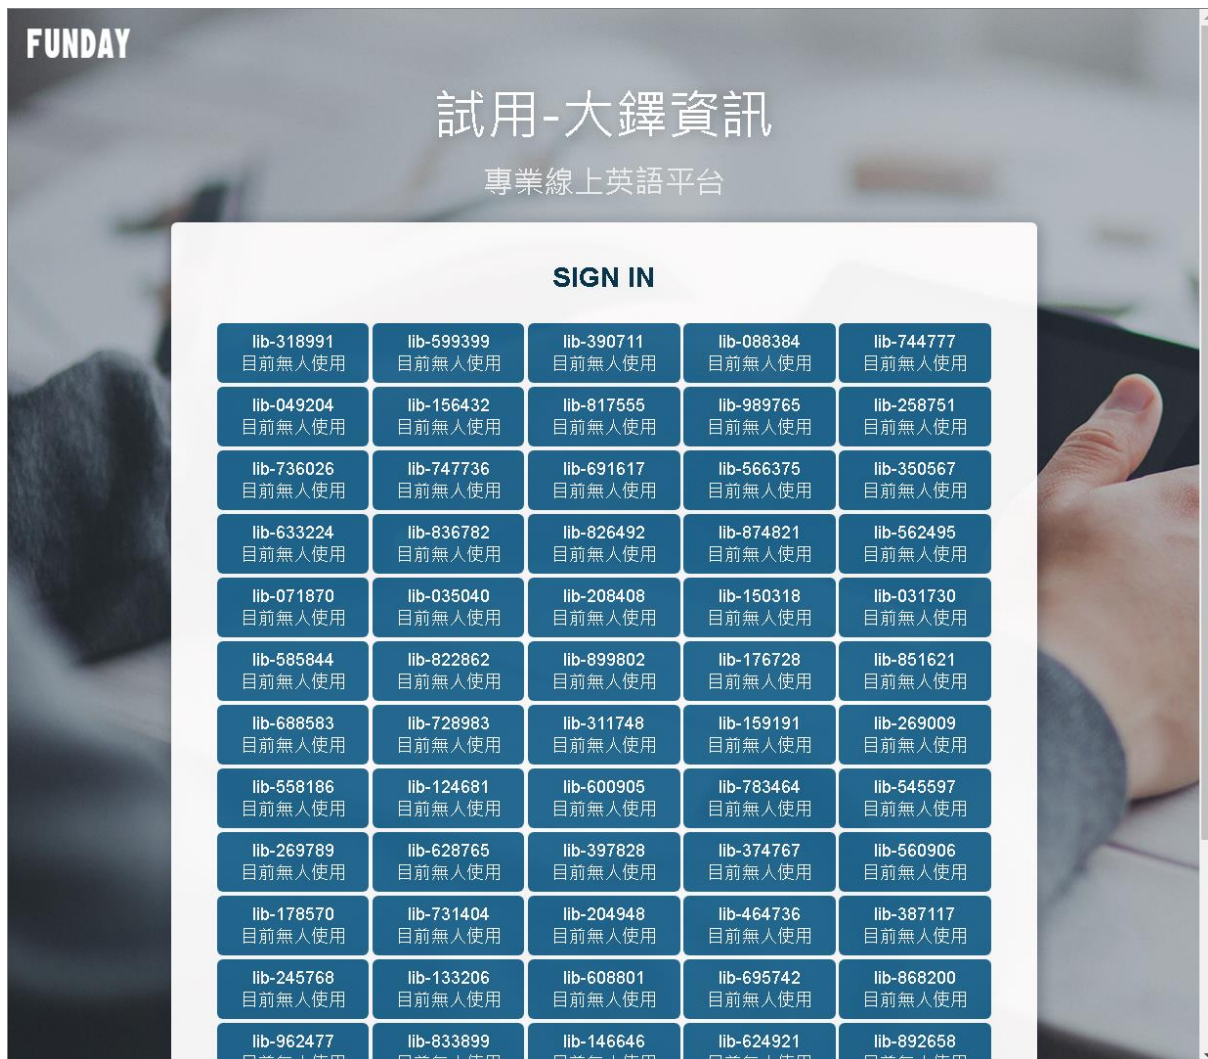 FUNDAY
試用-大鐸資訊
專業線上英語平台
SIGN IN
lib-318991 lib-599399 lib-390711 lib-088384 lib-744777
目前無人使用 目前無人使用 目前無人使用 目前無人使用 目前無人使用
lib-049204 lib-156432 lib-817555 lib-989765 lib-258751
目前無人使用 目前無人使用 目前無人使用 目前無人使用 目前無人使用
lib-736026 lib-747736 lib-691617 lib-566375 lib-350567
目前無人使用 目前無人使用 目前無人使用 目前無人使用 目前無人使用
lib-633224 lib-836782 lib-826492 lib-874821 lib-562495
目前無人使用 目前無人使用 目前無人使用 目前無人使用 目前無人使用
lib-071870 lib-035040 lib-208408 lib-150318 lib-031730
目前無人使用 目前無人使用 目前無人使用 目前無人使用 目前無人使用
lib-585844 lib-822862 lib-899802 lib-176728 lib-851621
目前無人使用 目前無人使用 目前無人使用 目前無人使用 目前無人使用
lib-688583 lib-728983 lib-311748 lib-159191 lib-269009
目前無人使用 目前無人使用 目前無人使用 目前無人使用 目前無人使用
lib-558186 lib-124681 lib-600905 lib-783464 lib-545597
目前無人使用 目前無人使用 目前無人使用 目前無人使用 目前無人使用
lib-269789 lib-628765 lib-397828 lib-374767 lib-560906
目前無人使用 目前無人使用 目前無人使用 目前無人使用 目前無人使用
lib-178570 lib-731404 lib-204948 lib-464736 lib-387117
目前無人使用 目前無人使用 目前無人使用 目前無人使用 目前無人使用
lib-245768 lib-133206 lib-608801 lib-695742 lib-868200
目前無人使用 目前無人使用 目前無人使用 目前無人使用 目前無人使用
lib-962477 lib-833899 lib-146646 lib-624921 lib-892658